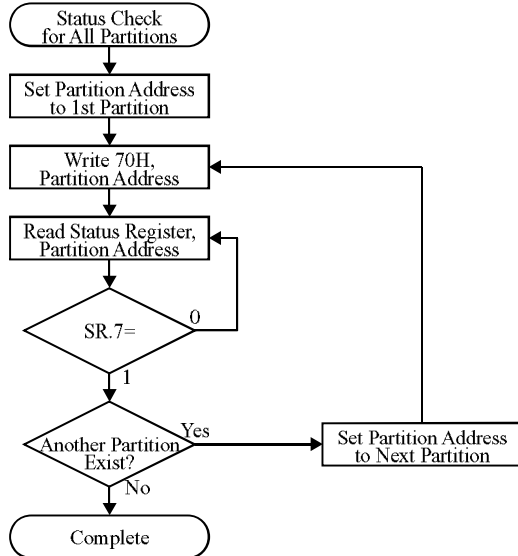 Status Check
for All Partitions
Set Partition Address
to 1st Partition
Write 70H,
Partition Address
Read Status Register,
Partition Address
SR.7=
0
1
Another Partition
Exist?
Yes
Set Partition Address
to Next Partition
No
Complete